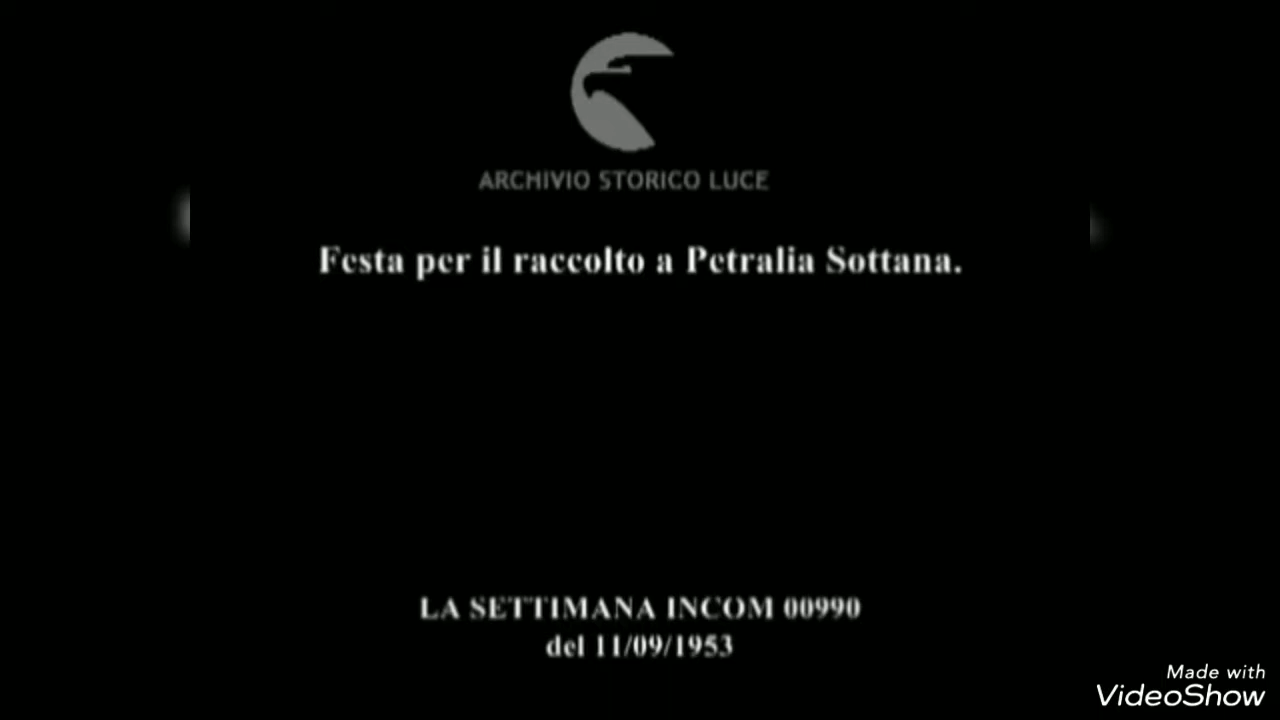 ARCHIVIO STORICO LUCE
Festa per il raccolto a Petralia Sottana.
LA SETTIMANA INCOM 00990
del 11/09/1953
Made with
VideoShow